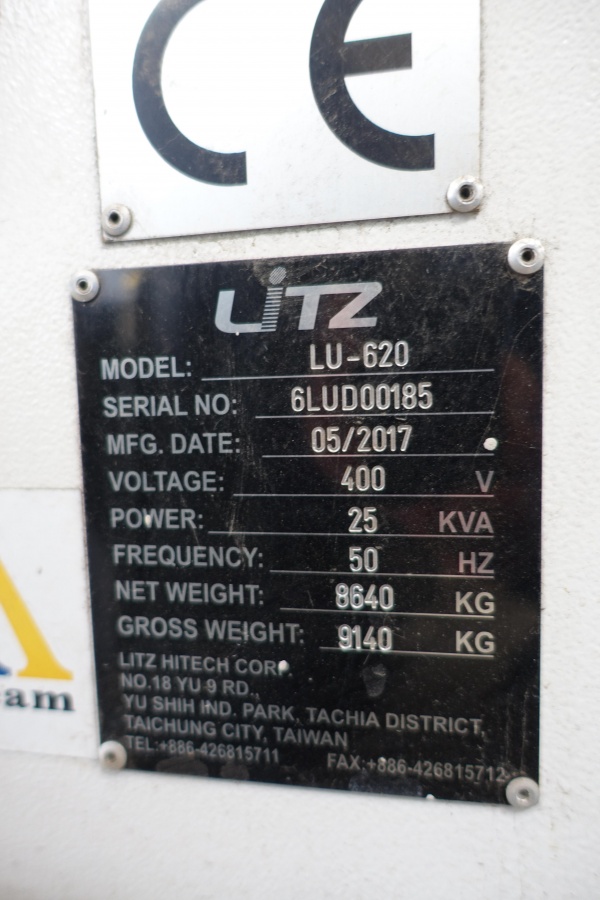 CE
LITZ
MODEL: LU-620
SERIAL NO: 6LUD00185
MFG. DATE: 05/2017
VOLTAGE: 400 V
POWER: 25 KVA
FREQUENCY: 50 HZ
NET WEIGHT: 8640 KG
GROSS WEIGHT: 9140 KG
LITZ HITECH CORP.
NO.18 YU 9 RD.,
YU SHIH IND. PARK, TACHIA DISTRICT,
TAICHUNG CITY, TAIWAN
TEL:+886-426815711 FAX:+886-426815712